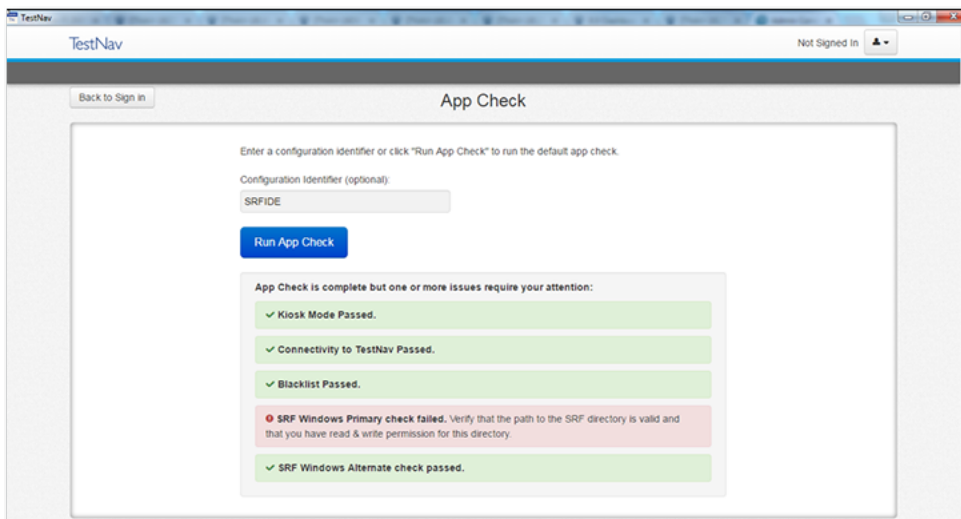 TestNav
TestNav
Not Signed In
Back to Sign in
App Check
Enter a configuration identifier or click "Run App Check" to run the default app check.
Configuration Identifier (optional):
SRFIDE
Run App Check
App Check is complete but one or more issues require your attention:
Kiosk Mode Passed.
Connectivity to TestNav Passed.
Blacklist Passed.
SRF Windows Primary check failed. Verify that the path to the SRF directory is valid and
that you have read & write permission for this directory.
SRF Windows Alternate check passed.